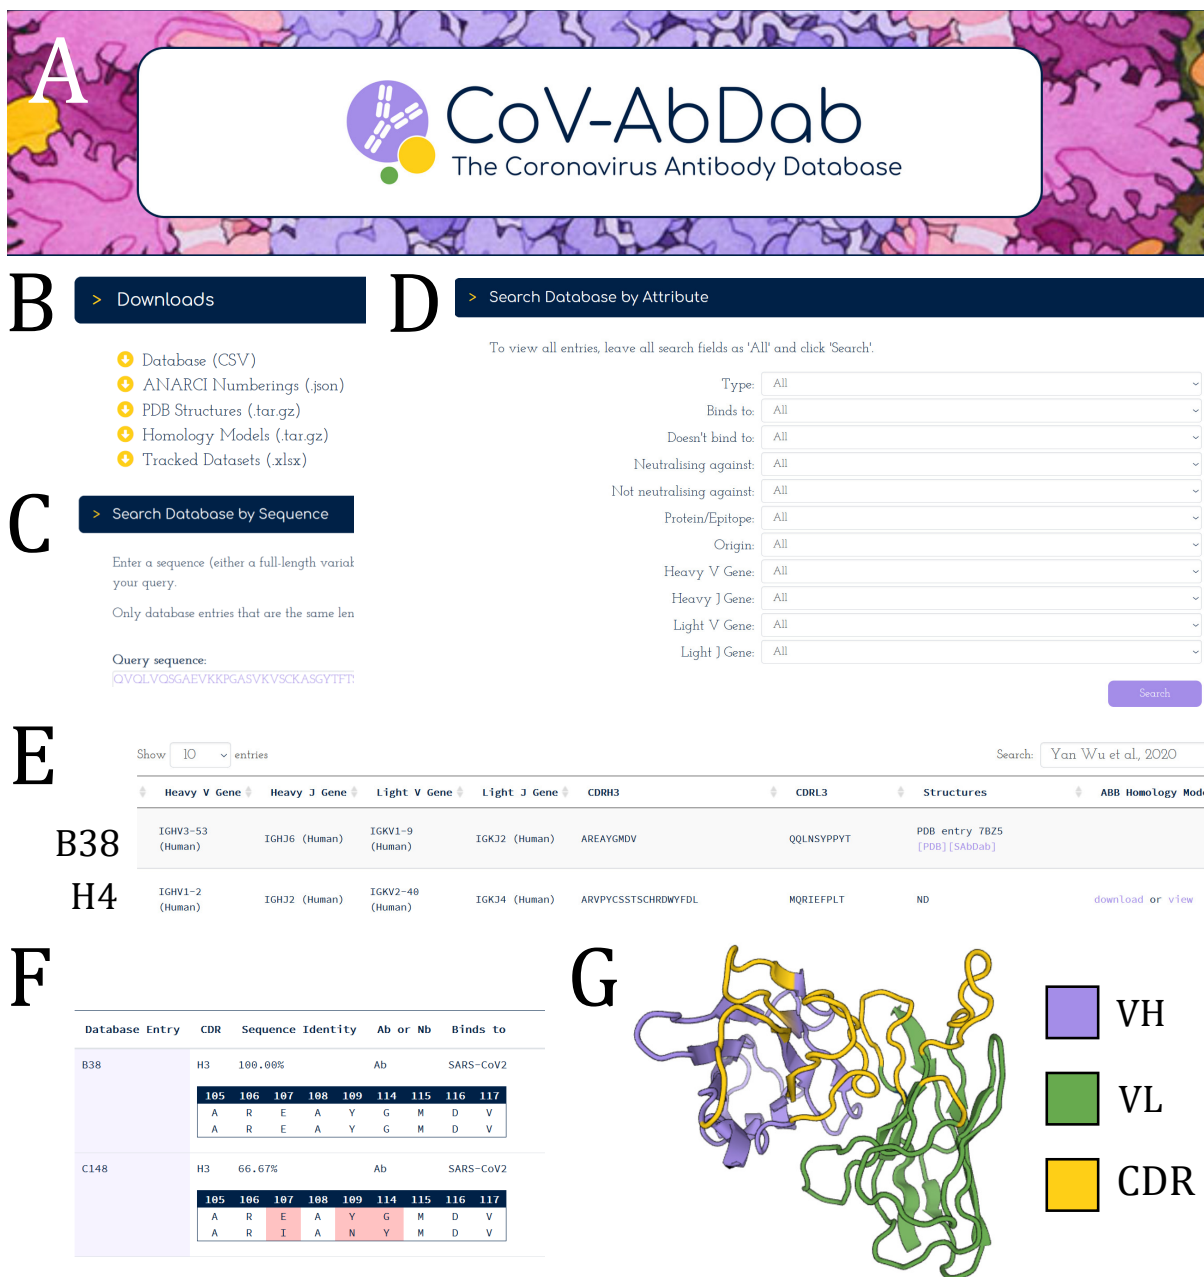 A
CoV-AbDab
The Coronavirus Antibody Database
B
> Downloads
Database (CSV)
ANARCI Numberings (.json)
PDB Structures (.tar.gz)
Homology Models (.tar.gz)
Tracked Datasets (.xlsx)
C
> Search Database by Sequence
Enter a sequence (either a full-length variab
your query.
Only database entries that are the same len
Query sequence:
QVQLVQSGAEVKKPGASVKVSCKASGYTFTS
D
> Search Database by Attribute
To view all entries, leave all search fields as 'All' and click 'Search'.
Type: All
Binds to: All
Doesn't bind to: All
Neutralising against: All
Not neutralising against: All
Protein/Epitope: All
Origin: All
Heavy V Gene: All
Heavy J Gene: All
Light V Gene: All
Light J Gene: All
Search
E
Show 10 entries Search: Yan Wu et al., 2020
Heavy V Gene Heavy J Gene Light V Gene Light J Gene CDRH3 CDRL3 Structures ABB Homology Mode
B38 IGHV3-53 (Human) IGHJ6 (Human) IGKV1-9 (Human) IGKJ2 (Human) AREAYGMDV QQLNSYPPYT PDB entry 7BZ5 [PDB][SAbDab]
H4 IGHV1-2 (Human) IGHJ2 (Human) IGKV2-40 (Human) IGKJ4 (Human) ARVPYCSSTSCHRDWYFDL MQRIEFPLT ND download or view
F
Database Entry CDR Sequence Identity Ab or Nb Binds to
B38 H3 100.00% Ab SARS-CoV2
105 106 107 108 109 114 115 116 117
A R E A Y G M D V
A R E A Y G M D V
C148 H3 66.67% Ab SARS-CoV2
105 106 107 108 109 114 115 116 117
A R E A Y G M D V
A R I A N Y M D V
G
VH
VL
CDR